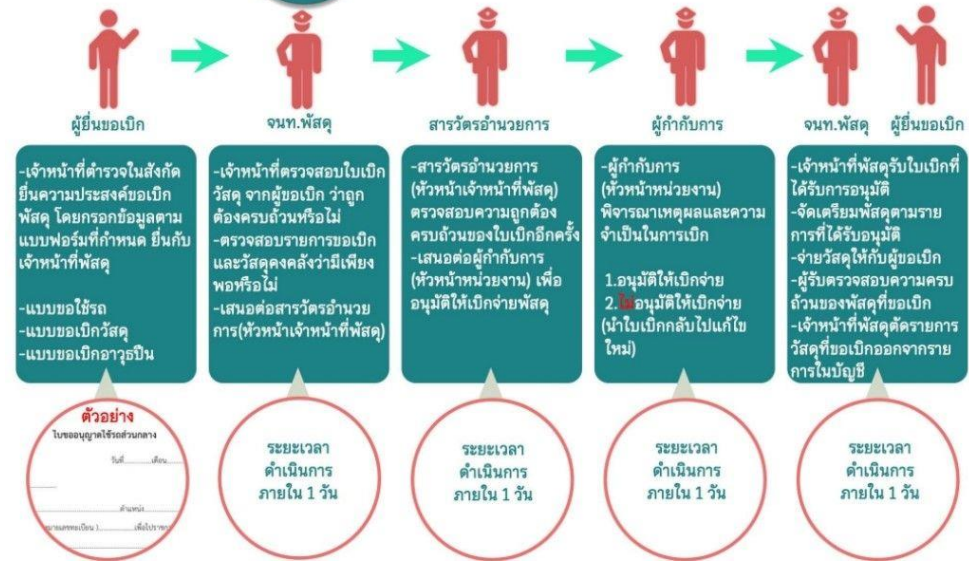 ผู้ยื่นขอเบิก
จนท.พัสดุ
สารวัตรอำนวยการ
ผู้กำกับการ
จนท.พัสดุ
ผู้ยื่นขอเบิก
-เจ้าหน้าที่ตำรวจในสังกัด
ยื่นความประสงค์ขอเบิก
พัสดุ โดยกรอกข้อมูลตาม
แบบฟอร์มที่กำหนด ยื่นกับ
เจ้าหน้าที่พัสดุ
-แบบขอใช้รถ
-แบบขอเบิกวัสดุ
-แบบขอเบิกอาวุธปืน
-เจ้าหน้าที่ตรวจสอบใบเบิก
วัสดุ จากผู้ขอเบิก ว่าถูก
ต้องครบถ้วนหรือไม่
-ตรวจสอบรายการขอเบิก
และวัสดุคงคลังว่ามีเพียง
พอหรือไม่
-เสนอต่อสารวัตรอำนวย
การ(หัวหน้าเจ้าหน้าที่พัสดุ)
-สารวัตรอำนวยการ
(หัวหน้าเจ้าหน้าที่พัสดุ)
ตรวจสอบความถูกต้อง
ครบถ้วนของใบเบิกอีกครั้ง
-เสนอต่อผู้กำกับการ
(หัวหน้าหน่วยงาน) เพื่อ
อนุมัติให้เบิกจ่ายพัสดุ
-ผู้กำกับการ
(หัวหน้าหน่วยงาน)
พิจารณาเหตุผลและความ
จำเป็นในการเบิก
1.อนุมัติให้เบิกจ่าย
2.ไม่อนุมัติให้เบิกจ่าย
(นำใบเบิกกลับไปแก้ไข
ใหม่)
-เจ้าหน้าที่พัสดุรับใบเบิกที่
ได้รับการอนุมัติ
-จัดเตรียมพัสดุตามราย
การที่ได้รับอนุมัติ
-จ่ายวัสดุให้กับผู้ขอเบิก
-ผู้รับตรวจสอบความครบ
ถ้วนของพัสดุที่ขอเบิก
-เจ้าหน้าที่พัสดุตัดรายการ
วัสดุที่ขอเบิกออกจากราย
การในบัญชี
ตัวอย่าง
ใบขออนุญาตใช้รถส่วนกลาง
วันที่..........เดือน......
ตำแหน่ง
หมายเลขทะเบียน )..........เพื่อไปราชก
ระยะเวลา
ดำเนินการ
ภายใน 1 วัน
ระยะเวลา
ดำเนินการ
ภายใน 1 วัน
ระยะเวลา
ดำเนินการ
ภายใน 1 วัน
ระยะเวลา
ดำเนินการ
ภายใน 1 วัน